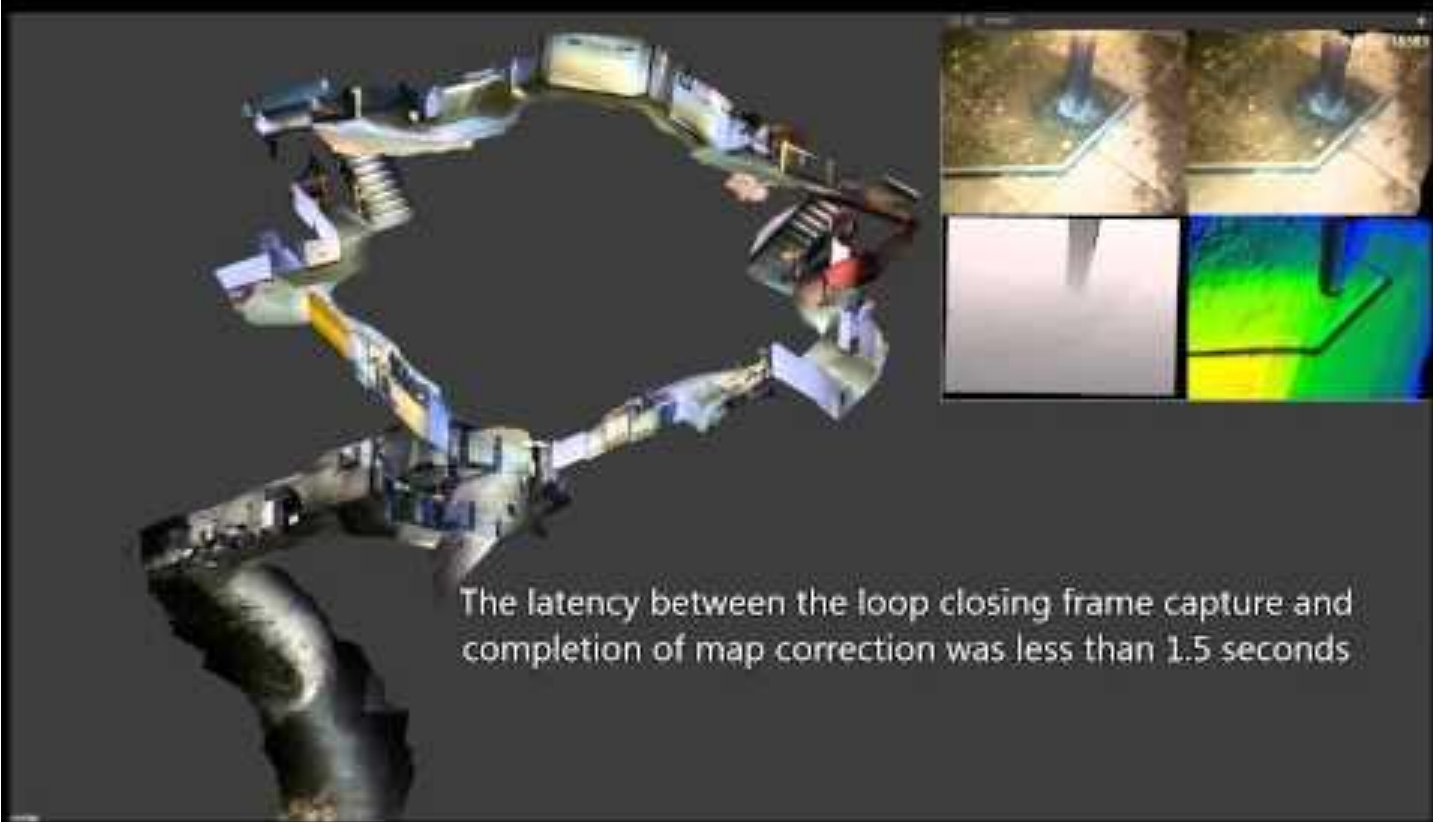 The latency between the loop closing frame capture and
completion of map correction was less than 1.5 seconds